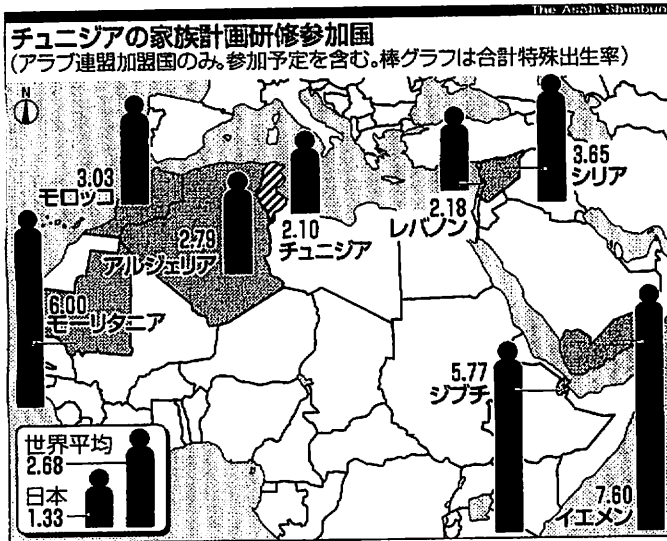 The Asahi Shimbun
チュニジアの家族計画研修参加国
(アラブ連盟加盟国のみ。参加予定を含む。棒グラフは合計特殊出生率)
N
3.03
モロッコ
2.79
アルジェリア
2.10
チュニジア
2.18
レバノン
3.65
シリア
6.00
モーリタニア
5.77
ジブチ
7.60
イエメン
世界平均
2.68
日本
1.33